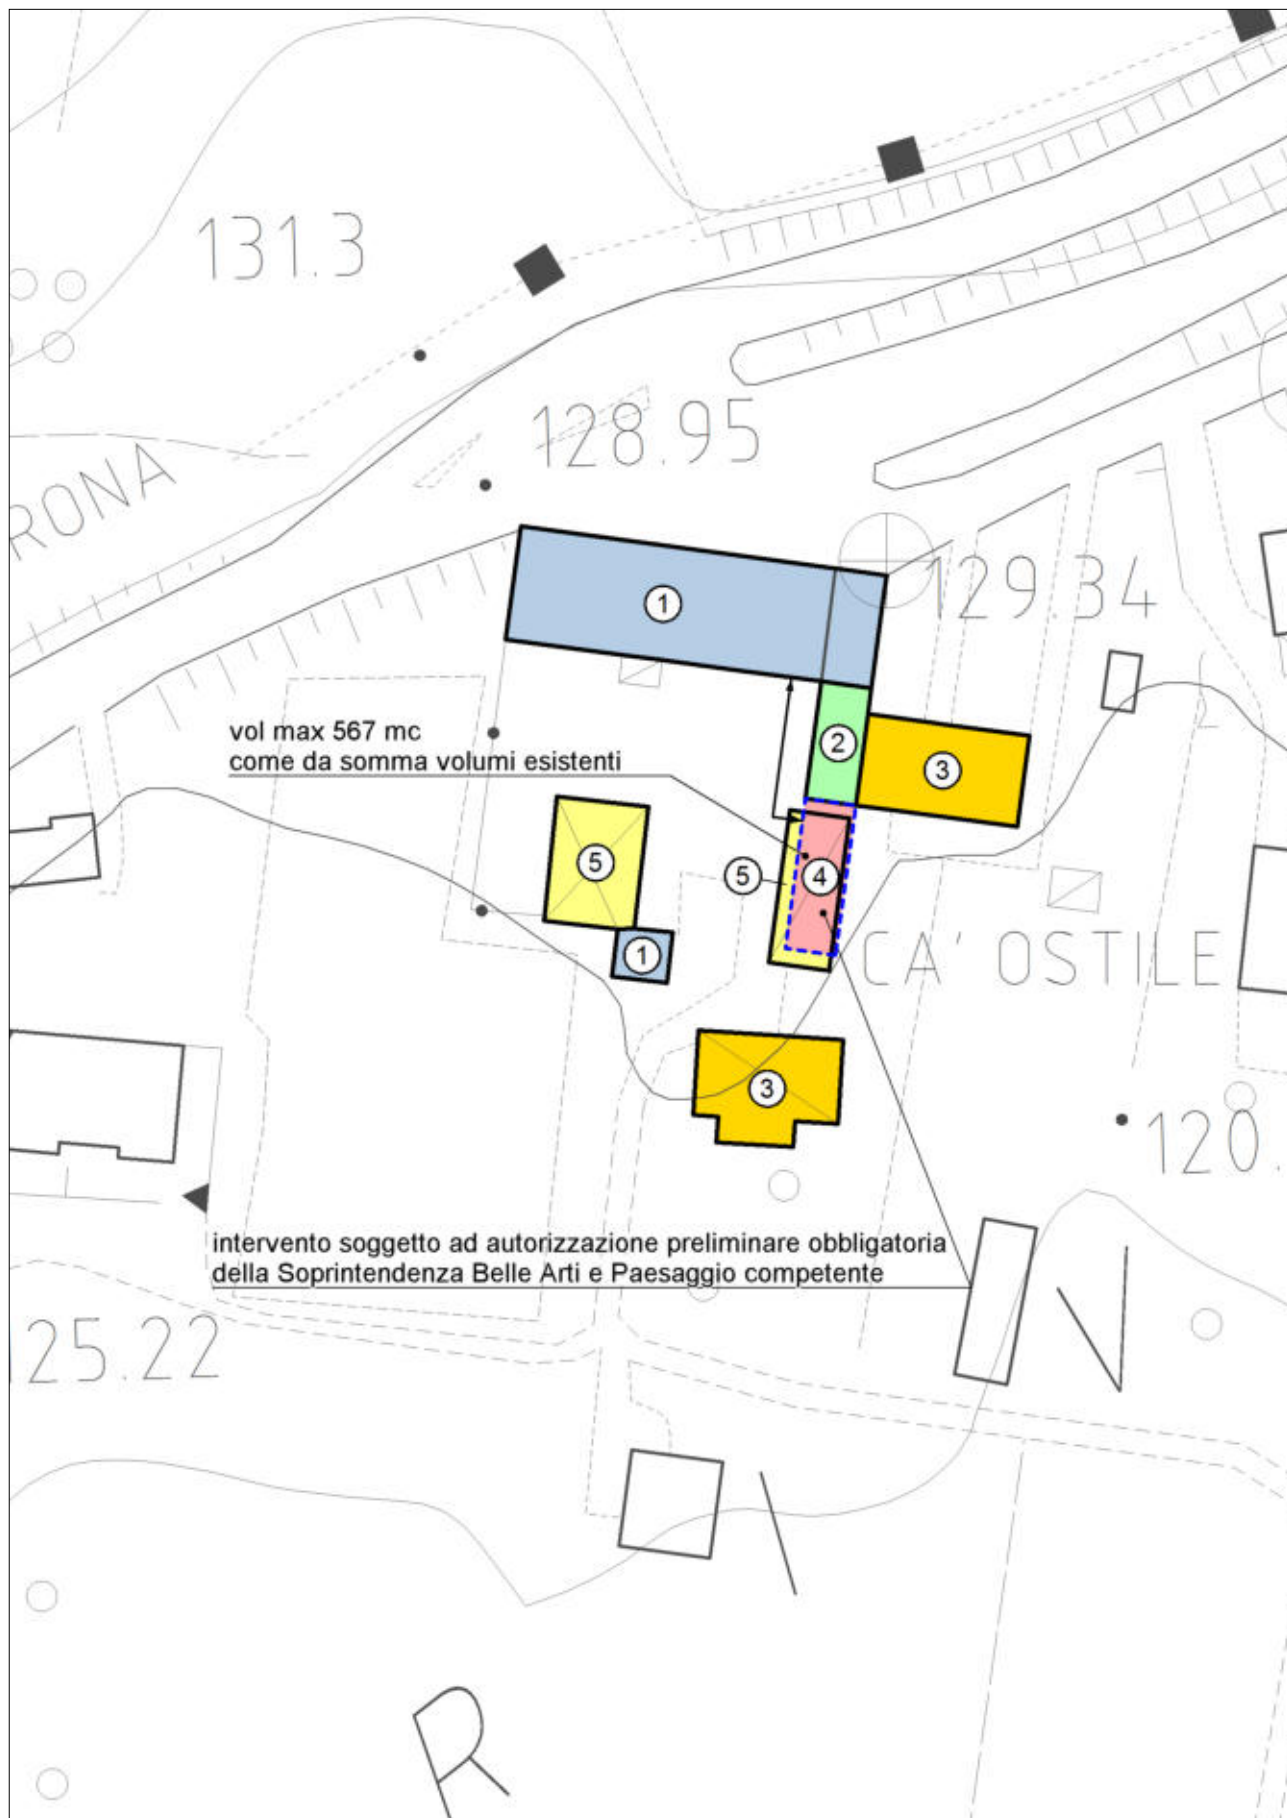 131.3
128.95
RONA
129.34
1
2
3
vol max 567 mc
come da somma volumi esistenti
5
5
4
1
CA' OSTILE
3
120.
intervento soggetto ad autorizzazione preliminare obbligatoria
della Soprintendenza Belle Arti e Paesaggio competente
25.22
R